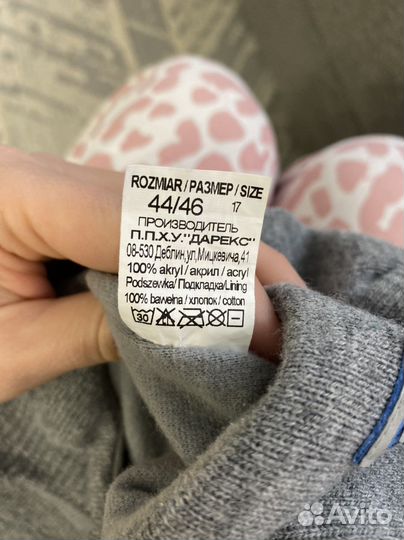 ROZMIAR / РАЗМЕР / SIZE
44/46 17
ПРОИЗВОДИТЕЛЬ
П.П.Х.У."ДАРЕКС"
08-530 Деблин,ул,Мицкевича,41
100% akryl / акрил / acryl
Podszewka/Подкладка/Lining
100% bawełna / хлопок / cotton
30
Avito